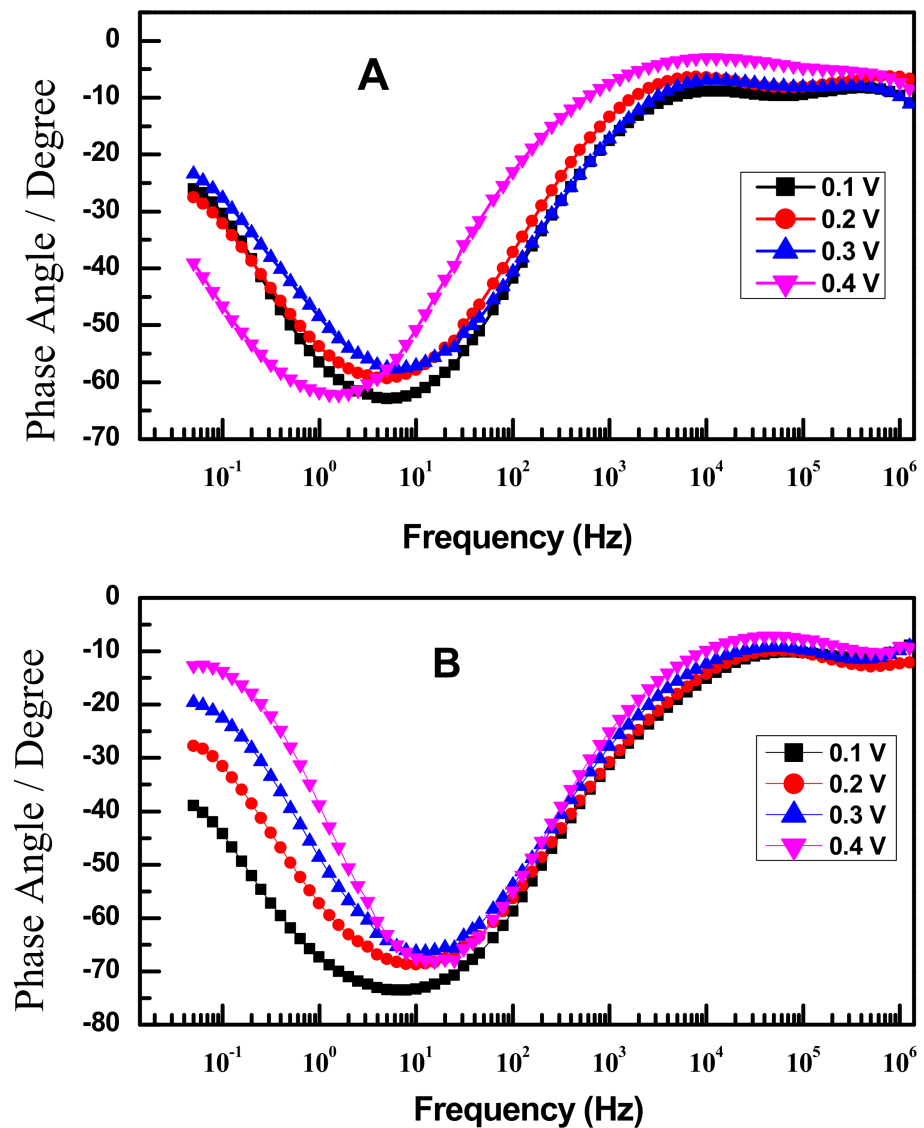 A
Phase Angle / Degree
0
-10
-20
-30
-40
-50
-60
-70
0.1 V
0.2 V
0.3 V
0.4 V
10⁻¹ 10⁰ 10¹ 10² 10³ 10⁴ 10⁵ 10⁶
Frequency (Hz)
B
Phase Angle / Degree
0
-10
-20
-30
-40
-50
-60
-70
-80
0.1 V
0.2 V
0.3 V
0.4 V
10⁻¹ 10⁰ 10¹ 10² 10³ 10⁴ 10⁵ 10⁶
Frequency (Hz)